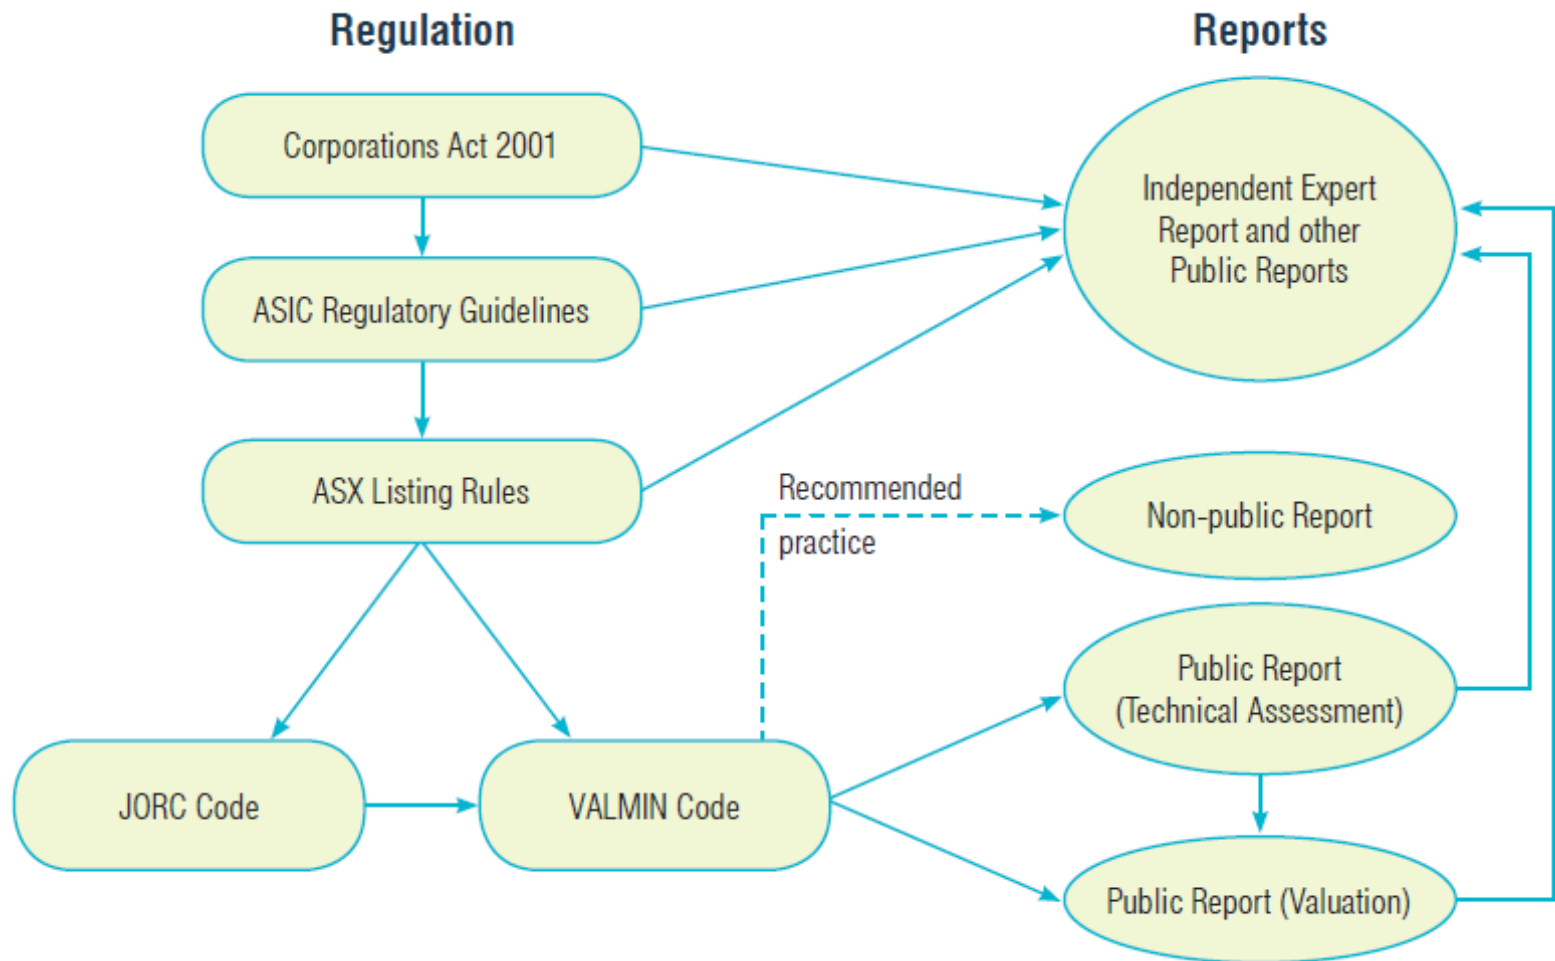 Regulation
Reports
Corporations Act 2001
Independent Expert
Report and other
Public Reports
ASIC Regulatory Guidelines
ASX Listing Rules
Recommended
practice
Non-public Report
Public Report
(Technical Assessment)
JORC Code
VALMIN Code
Public Report (Valuation)